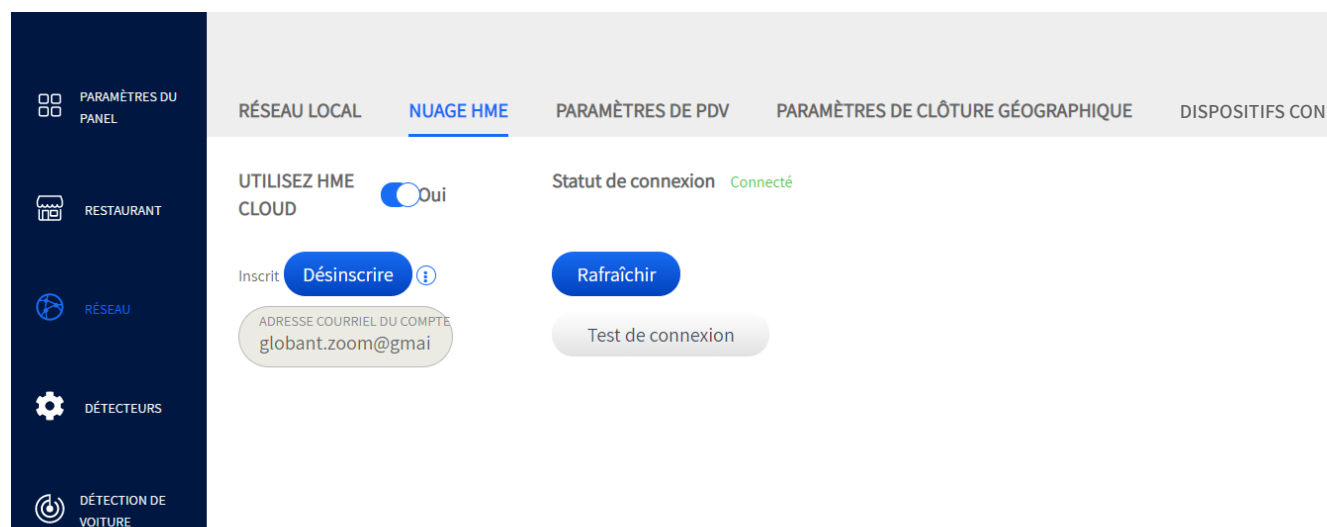 PARAMÈTRES DU
PANEL
RESTAURANT
RÉSEAU
DÉTECTEURS
DÉTECTION DE
VOITURE
RÉSEAU LOCAL
NUAGE HME
PARAMÈTRES DE PDV
PARAMÈTRES DE CLÔTURE GÉOGRAPHIQUE
DISPOSITIFS CON
UTILISEZ HME
CLOUD
Oui
Statut de connexion Connecté
Inscrit Désinscrire
Rafraîchir
ADRESSE COURRIEL DU COMPTE
globant.zoom@gmai
Test de connexion